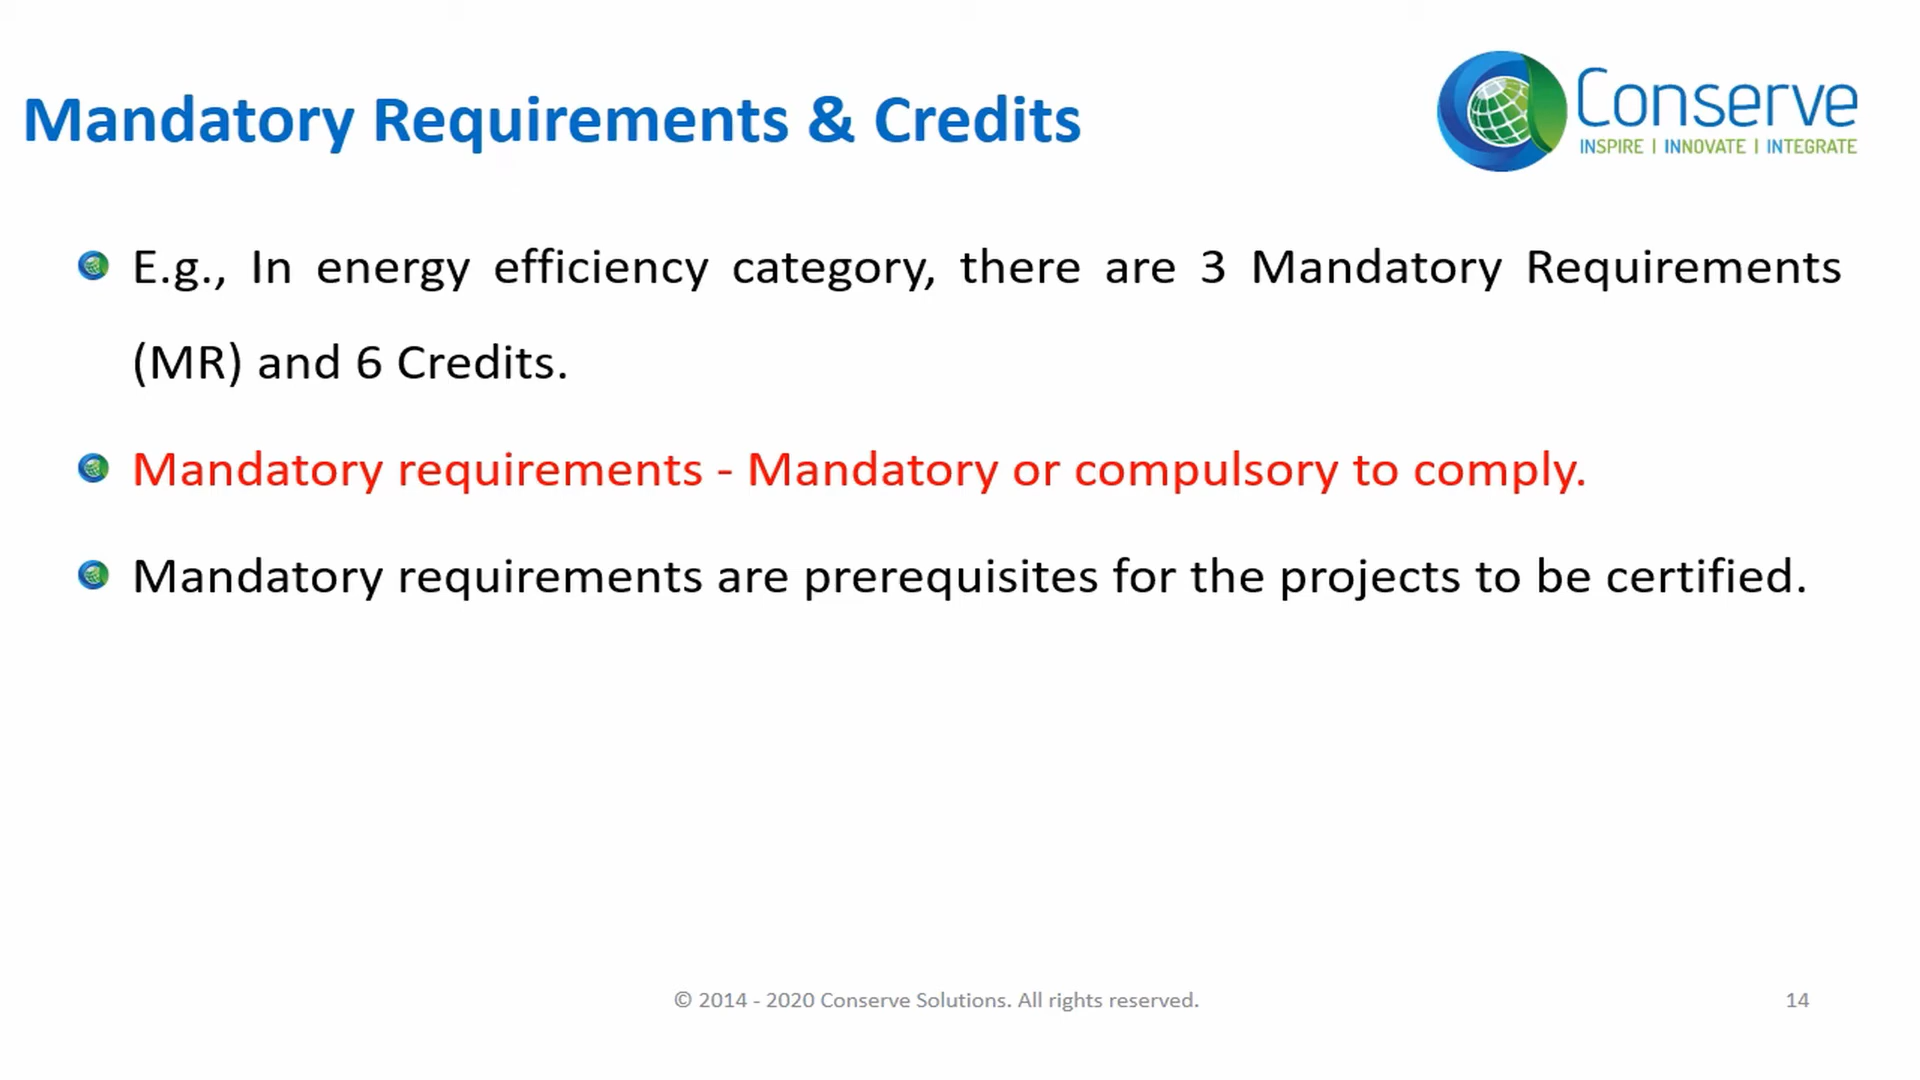 Mandatory Requirements & Credits
Conserve
INSPIRE | INNOVATE | INTEGRATE
E.g., In energy efficiency category, there are 3 Mandatory Requirements
(MR) and 6 Credits.
Mandatory requirements - Mandatory or compulsory to comply.
Mandatory requirements are prerequisites for the projects to be certified.
© 2014 - 2020 Conserve Solutions. All rights reserved.
14